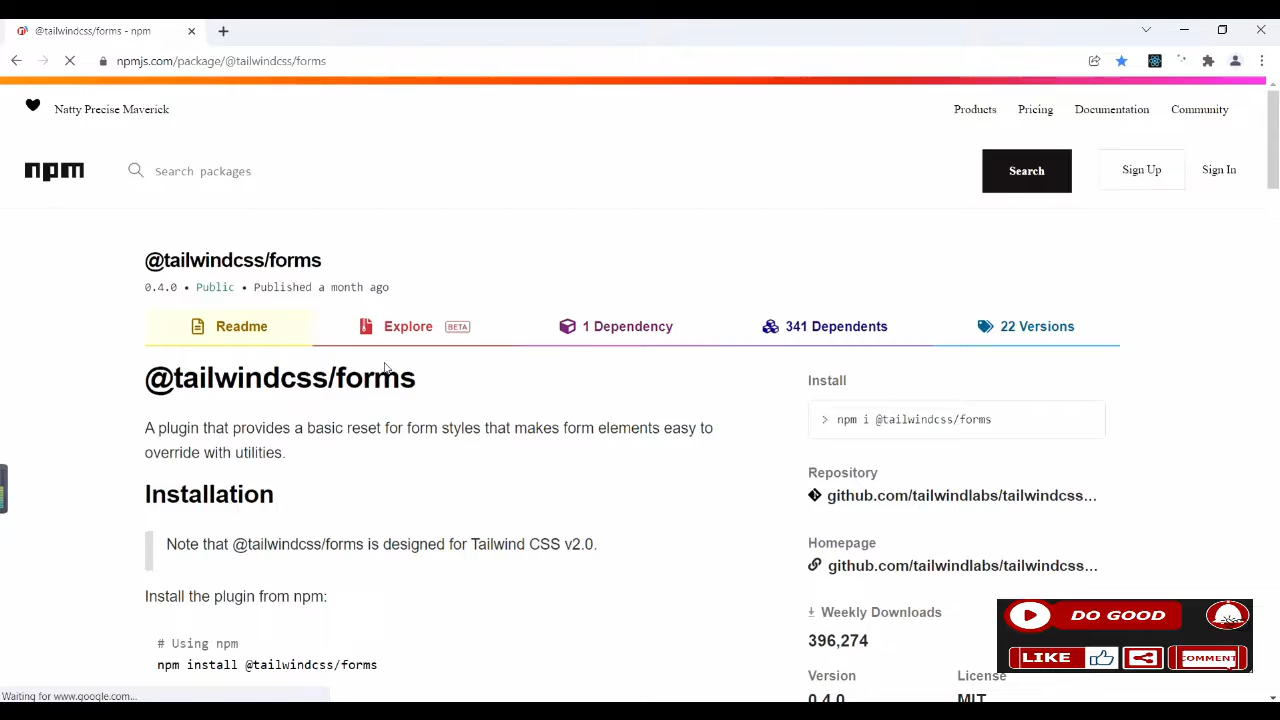 @tailwindcss/forms - npm
npmjs.com/package/@tailwindcss/forms
Natty Precise Maverick
Products Pricing Documentation Community
npm Search packages Search Sign Up Sign In
@tailwindcss/forms
0.4.0 • Public • Published a month ago
Readme Explore BETA 1 Dependency 341 Dependents 22 Versions
@tailwindcss/forms
A plugin that provides a basic reset for form styles that makes form elements easy to
override with utilities.
Installation
Note that @tailwindcss/forms is designed for Tailwind CSS v2.0.
Install the plugin from npm:
# Using npm
npm install @tailwindcss/forms
Install
> npm i @tailwindcss/forms
Repository
github.com/tailwindlabs/tailwindcss...
Homepage
github.com/tailwindlabs/tailwindcss...
Weekly Downloads
396,274
Version License
0.4.0 MIT
DO GOOD
LIKE COMMENT
Waiting for www.google.com...